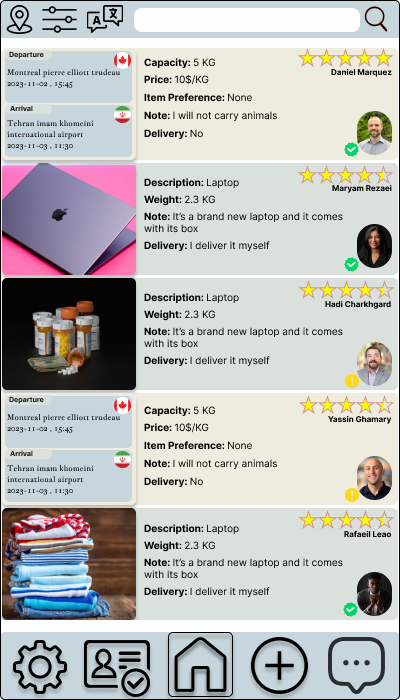 A 文
Departure
Montreal pierre elliott trudeau
2023-11-02 , 15:45
Arrival
Tehran imam khomeini
international airport
2023-11-03 , 11:30
Capacity: 5 KG
Price: 10$/KG
Item Preference: None
Note: I will not carry animals
Delivery: No
Daniel Marquez
Description: Laptop
Weight: 2.3 KG
Note: It's a brand new laptop and it comes
with its box
Delivery: I deliver it myself
Maryam Rezaei
Description: Laptop
Weight: 2.3 KG
Note: It's a brand new laptop and it comes
with its box
Delivery: I deliver it myself
Hadi Charkhgard
!
Departure
Montreal pierre elliott trudeau
2023-11-02 , 15:45
Arrival
Tehran imam khomeini
international airport
2023-11-03 , 11:30
Capacity: 5 KG
Price: 10$/KG
Item Preference: None
Note: I will not carry animals
Delivery: No
Yassin Ghamary
!
Description: Laptop
Weight: 2.3 KG
Note: It's a brand new laptop and it comes
with its box
Delivery: I deliver it myself
Rafaeil Leao